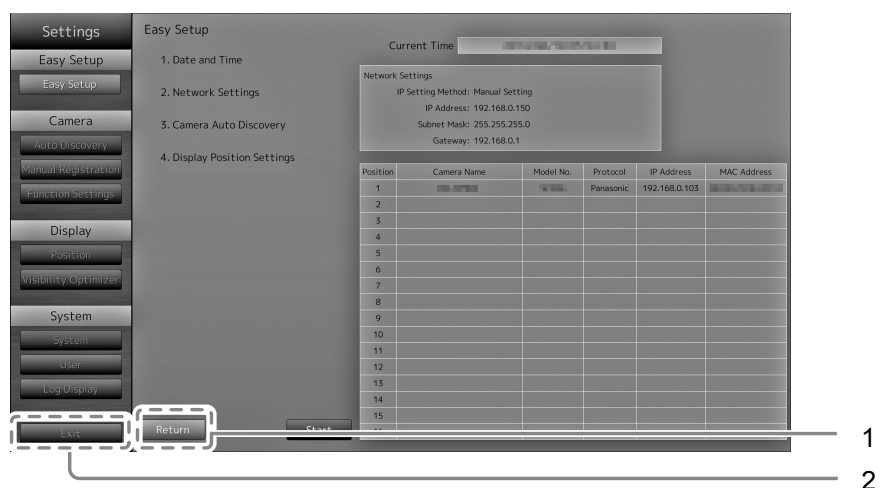 Settings
Easy Setup
Easy Setup
Camera
Auto Discovery
Manual Registration
Function Settings
Display
Position
Visibility Optimizer
System
System
User
Log Display
Exit
Easy Setup
1. Date and Time
2. Network Settings
3. Camera Auto Discovery
4. Display Position Settings
Return
Start
Current Time
Network Settings
IP Setting Method: Manual Setting
IP Address: 192.168.0.150
Subnet Mask: 255.255.255.0
Gateway: 192.168.0.1
Position Camera Name Model No. Protocol IP Address MAC Address
1 Panasonic 192.168.0.103
2
3
4
5
6
7
8
9
10
11
12
13
14
15
1
2